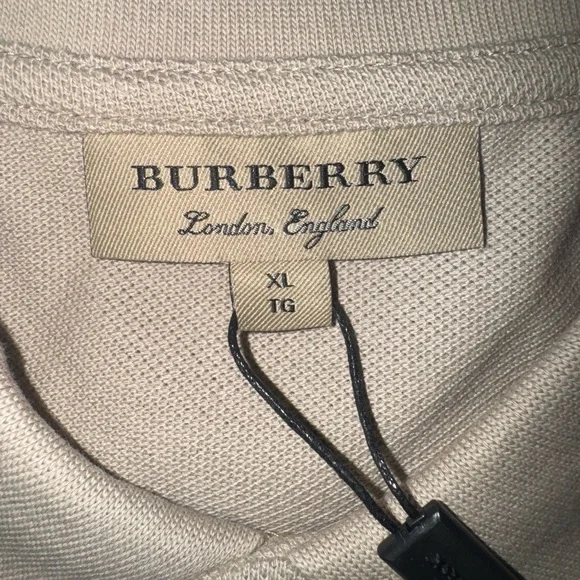 BURBERRY
London, England
XL
TG